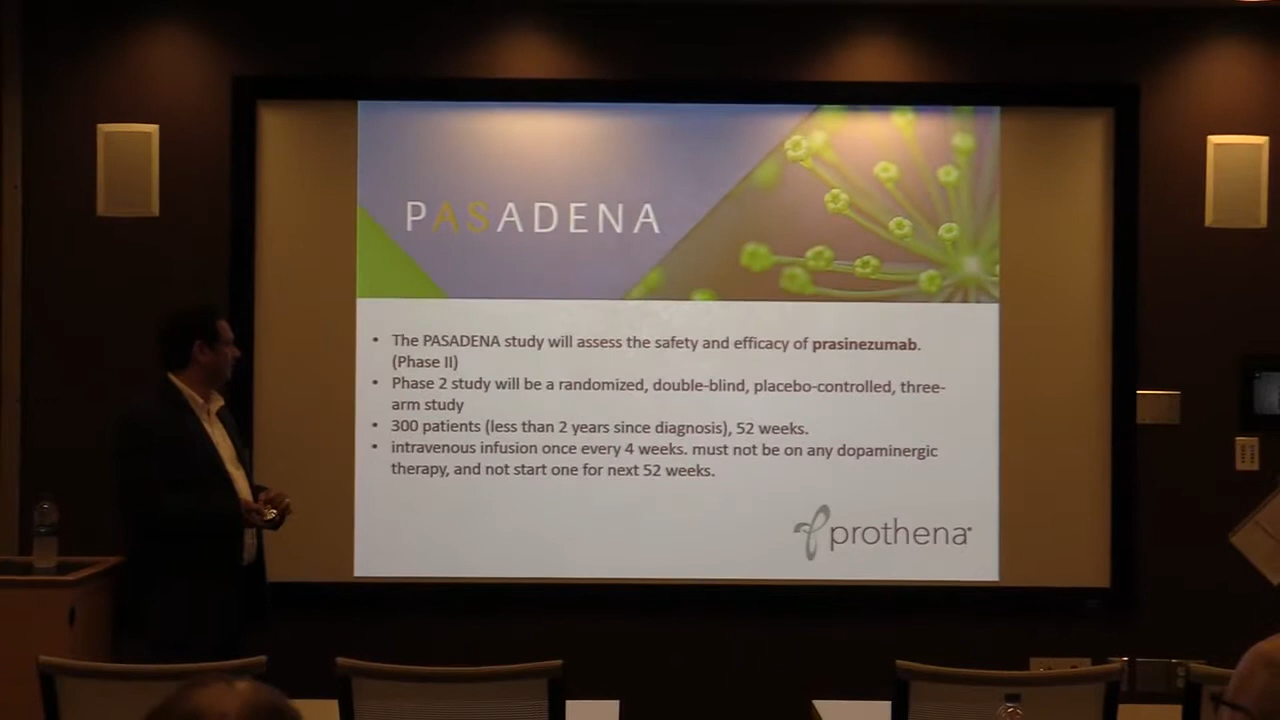 PASADENA
• The PASADENA study will assess the safety and efficacy of prasinezumab.
(Phase II)
• Phase 2 study will be a randomized, double-blind, placebo-controlled, three-
arm study
• 300 patients (less than 2 years since diagnosis), 52 weeks.
• intravenous infusion once every 4 weeks. must not be on any dopaminergic
therapy, and not start one for next 52 weeks.
prothena